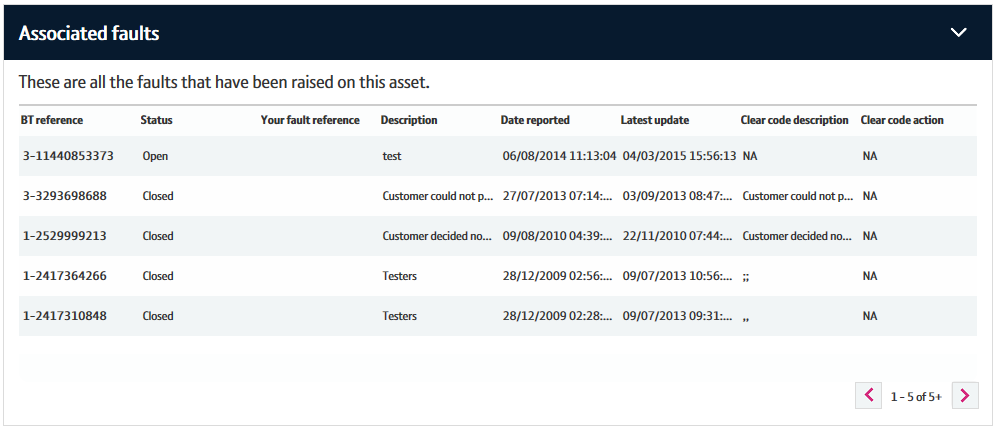 Associated faults
These are all the faults that have been raised on this asset.
BT reference Status Your fault reference Description Date reported Latest update Clear code description Clear code action
3-11440853373 Open test 06/08/2014 11:13:04 04/03/2015 15:56:13 NA NA
3-3293698688 Closed Customer could not p... 27/07/2013 07:14:... 03/09/2013 08:47:... Customer could not p... NA
1-2529999213 Closed Customer decided no... 09/08/2010 04:39:... 22/11/2010 07:44:... Customer decided no... NA
1-2417364266 Closed Testers 28/12/2009 02:56:... 09/07/2013 10:56:... ;; NA
1-2417310848 Closed Testers 28/12/2009 02:28:... 09/07/2013 09:31:... ,, NA
1 - 5 of 5+